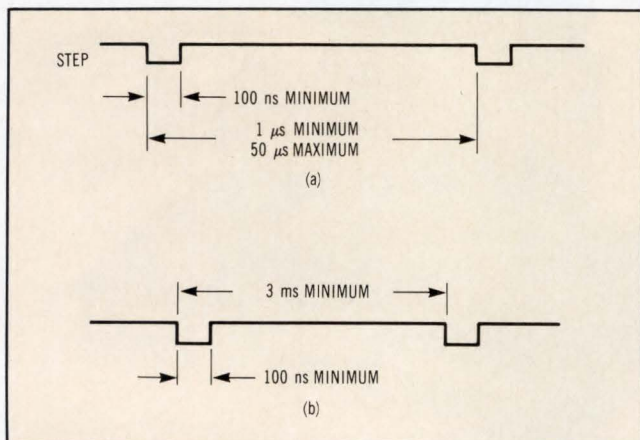 STEP
100 ns MINIMUM
1 μs MINIMUM
50 μs MAXIMUM
(a)
3 ms MINIMUM
100 ns MINIMUM
(b)